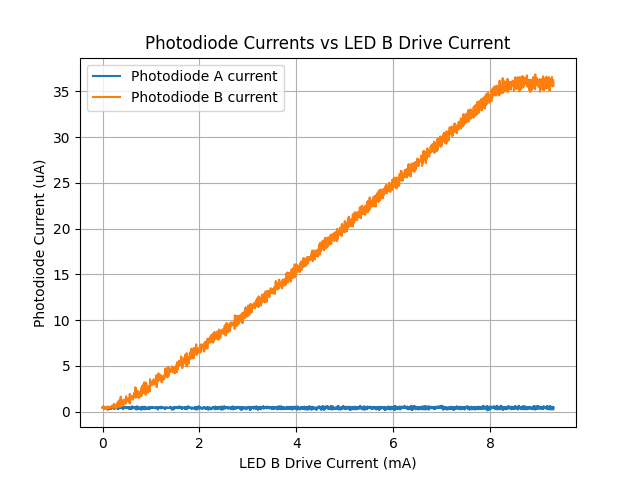 Photodiode Currents vs LED B Drive Current
Photodiode A current
Photodiode B current
35
30
25
20
15
10
5
0
Photodiode Current (uA)
0 2 4 6 8
LED B Drive Current (mA)